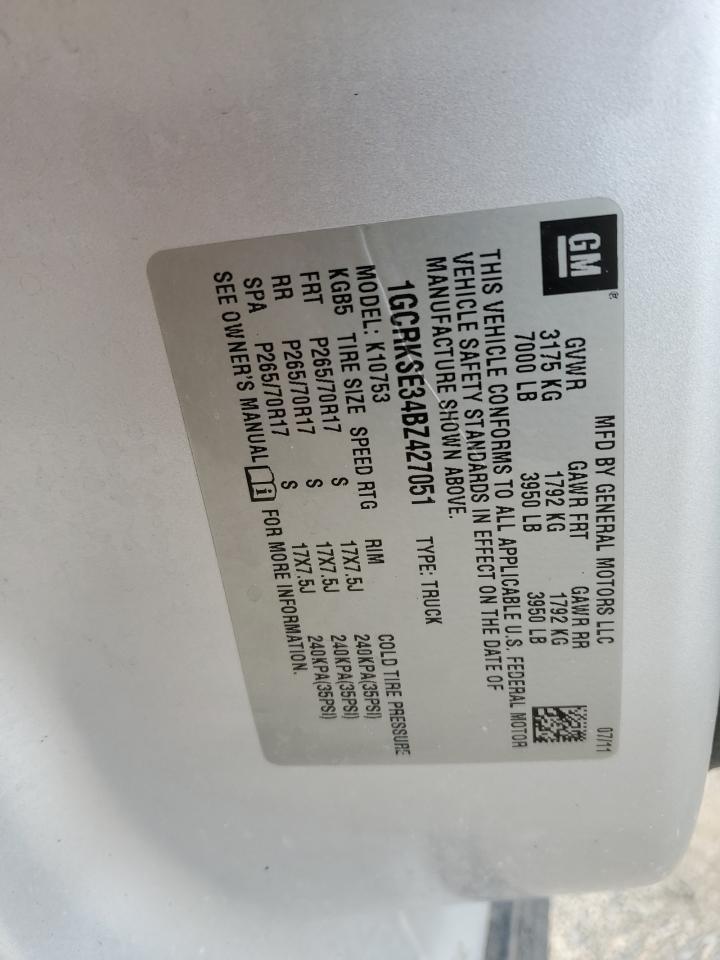 GM ®
MFD BY GENERAL MOTORS LLC 07/11
GVWR GAWR FRT GAWR RR
3175 KG 1792 KG 1792 KG
7000 LB 3950 LB 3950 LB
THIS VEHICLE CONFORMS TO ALL APPLICABLE U.S. FEDERAL MOTOR
VEHICLE SAFETY STANDARDS IN EFFECT ON THE DATE OF
MANUFACTURE SHOWN ABOVE.
1GCRKSE34BZ427051 TYPE: TRUCK
MODEL: K10753
KGB5 TIRE SIZE SPEED RTG RIM COLD TIRE PRESSURE
FRT P265/70R17 S 17X7.5J 240KPA(35PSI)
RR P265/70R17 S 17X7.5J 240KPA(35PSI)
SPA P265/70R17 S 17X7.5J 240KPA(35PSI)
SEE OWNER'S MANUAL FOR MORE INFORMATION.